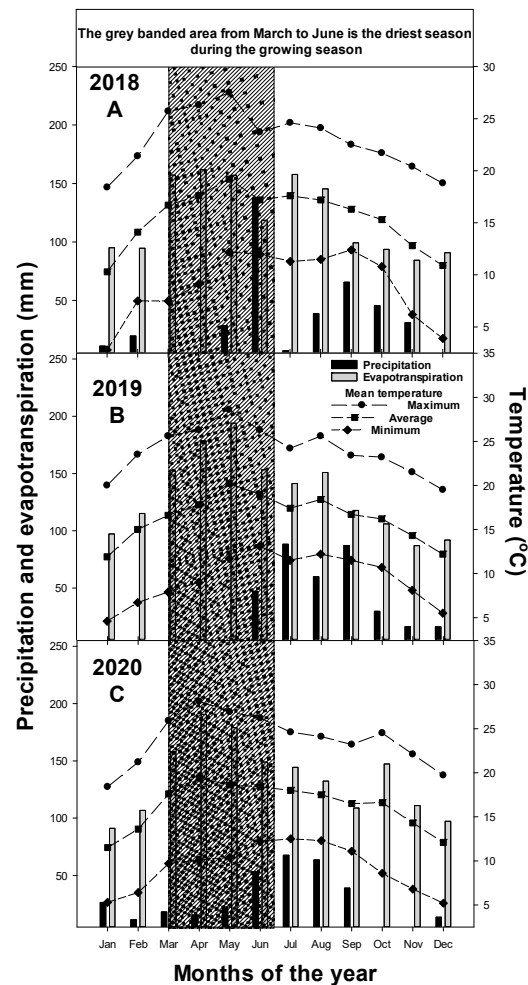 The grey banded area from March to June is the driest season
during the growing season
250
200
150
100
50
30
25
20
15
10
5
2018
A
250
200
150
100
50
35
30
25
20
15
10
5
2019
B
Precipitation
Evapotranspiration
Mean temperature
Maximum
Average
Minimum
250
200
150
100
50
35
30
25
20
15
10
5
2020
C
Jan Feb Mar Apr May Jun Jul Aug Sep Oct Nov Dec
Months of the year
Precipitation and evapotranspiration (mm)
Temperature (°C)